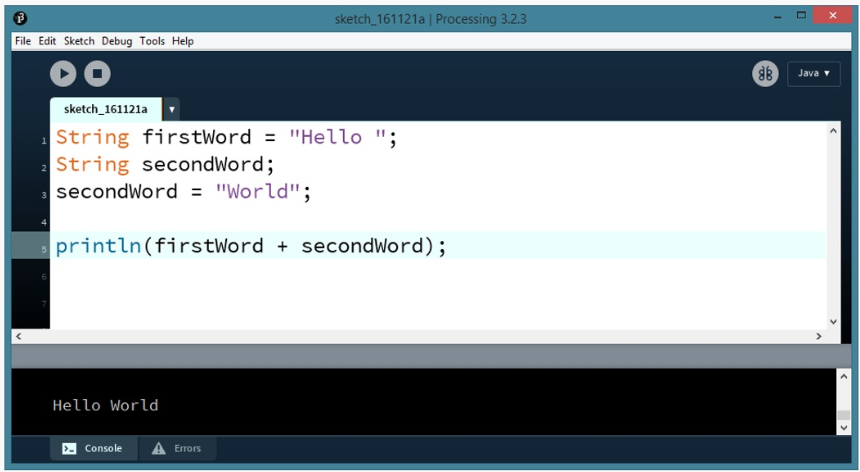 sketch_161121a | Processing 3.2.3
File Edit Sketch Debug Tools Help
Java ▼
sketch_161121a ▼
1 String firstWord = "Hello ";
2 String secondWord;
3 secondWord = "World";
4
5 println(firstWord + secondWord);
6
7
Hello World
Console Errors